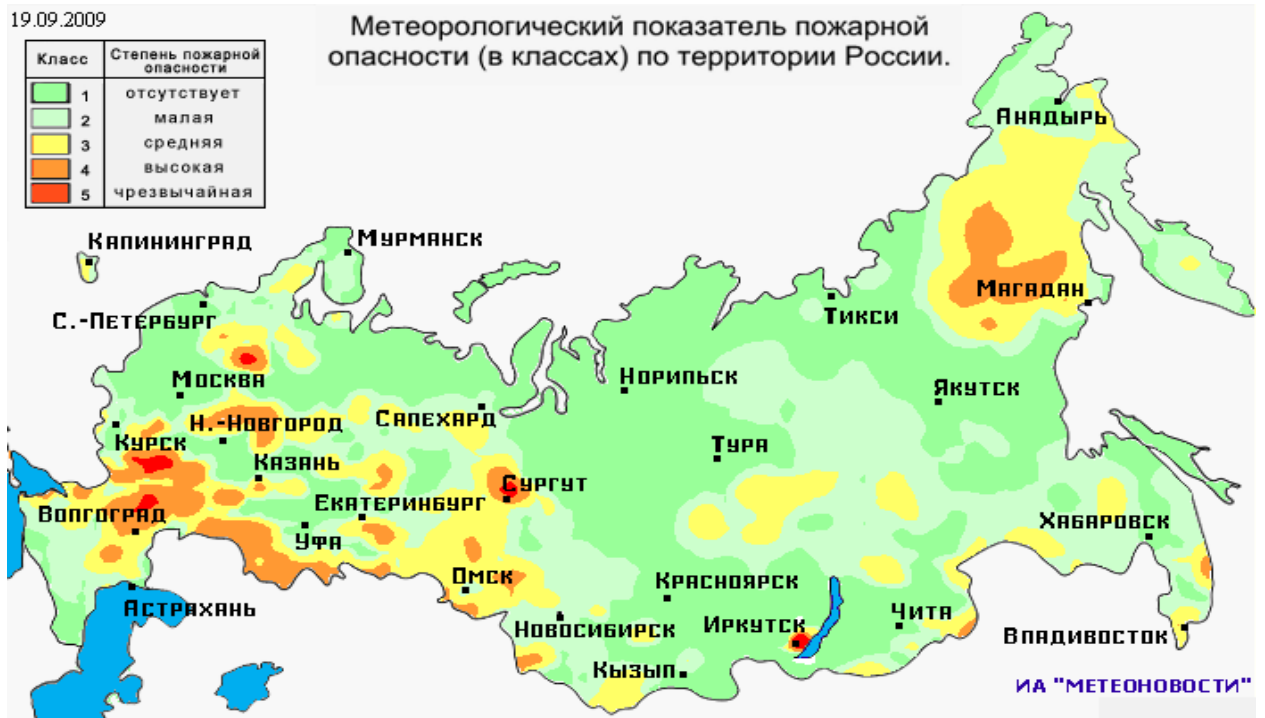 19.09.2009
Метеорологический показатель пожарной
опасности (в классах) по территории России.
Класс
Степень пожарной
опасности
1 отсутствует
2 малая
3 средняя
4 высокая
5 чрезвычайная
Анадырь
Калининград
Мурманск
Магадан
С.-Петербург
Тикси
Москва
Норильск
Якутск
Н.-Новгород
Салехард
Курск
Тура
Казань
Сургут
Екатеринбург
Волгоград
Хабаровск
Уфа
Омск
Красноярск
Астрахань
Чита
Новосибирск
Иркутск
Владивосток
Кызыл
ИА "МЕТЕОНОВОСТИ"